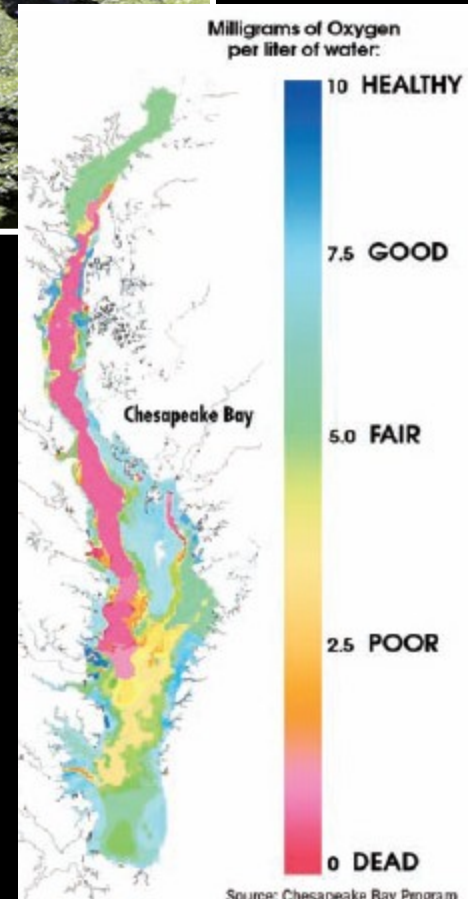 Milligrams of Oxygen
per liter of water:
10 HEALTHY
7.5 GOOD
Chesapeake Bay
5.0 FAIR
2.5 POOR
0 DEAD
Source: Chesapeake Bay Program